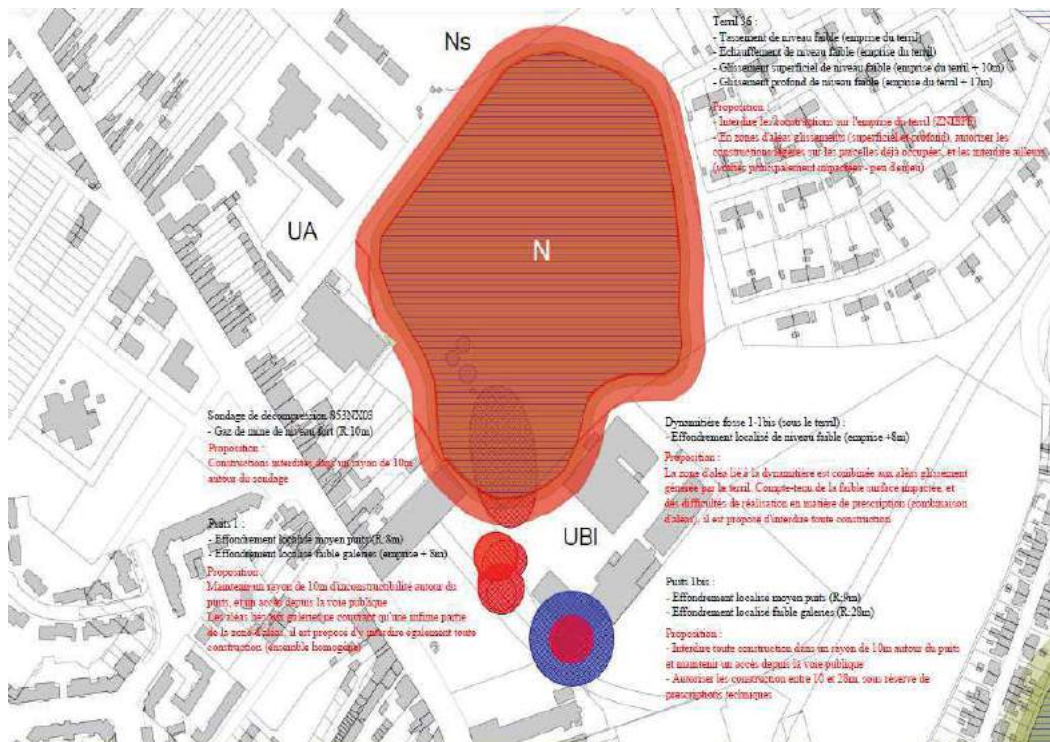 Ns
Terril 36 :
- Tassement de niveau faible (emprise du terril)
- Echauffement de niveau faible (emprise du terril)
- Glissement superficiel de niveau faible (emprise du terril + 10m)
- Glissement profond de niveau faible (emprise du terril + 17m)
Proposition :
- Interdire les constructions sur l'emprise du terril (ZNIEFF)
- En zones d'aléas glissements (superficiel et profond), autoriser les
constructions légères sur les parcelles déjà occupées, et les interdire ailleurs
principalement impactées - peu d'enjeu)
UA
N
Sondage de décompression 853NX03
- Gaz de mine de niveau fort (R:10m)
Proposition :
Constructions interdites dans un rayon de 10m
autour du sondage
Dynamitière fosse 1-1bis (sous le terril) :
- Effondrement localisé de niveau faible (emprise +8m)
Proposition :
La zone d'aléa lié à la dynamitière est combinée aux aléas glissement
générée par le terril. Compte-tenu de la faible surface impactée, et
des difficultés de réalisation en matière de prescription (combinaison
d'aléas), il est proposé d'interdire toute construction
Puits 1 :
- Effondrement localisé moyen puits (R: 8m)
- Effondrement localisé faible galeries (emprise + 8m)
Proposition :
Maintenir un rayon de 10m d'inconstructibilité autour du
puits, et un accès depuis la voie publique
Les aléas liés aux galeries ne couvrant qu'une infime partie
de la zone d'aléas, il est proposé d'y interdire également toute
construction (ensemble homogène)
UBI
Puits 1bis :
- Effondrement localisé moyen puits (R:9m)
- Effondrement localisé faible galeries (R:28m)
Proposition :
- Interdire toute construction dans un rayon de 10m autour du puits
et maintenir un accès depuis la voie publique
- Autoriser les construction entre 10 et 28m, sous réserve de
prescriptions techniques